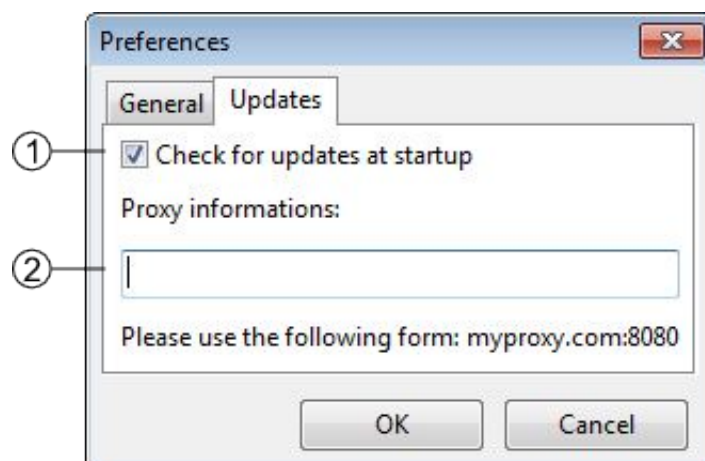 Preferences
General Updates
① Check for updates at startup
Proxy informations:
②
Please use the following form: myproxy.com:8080
OK Cancel